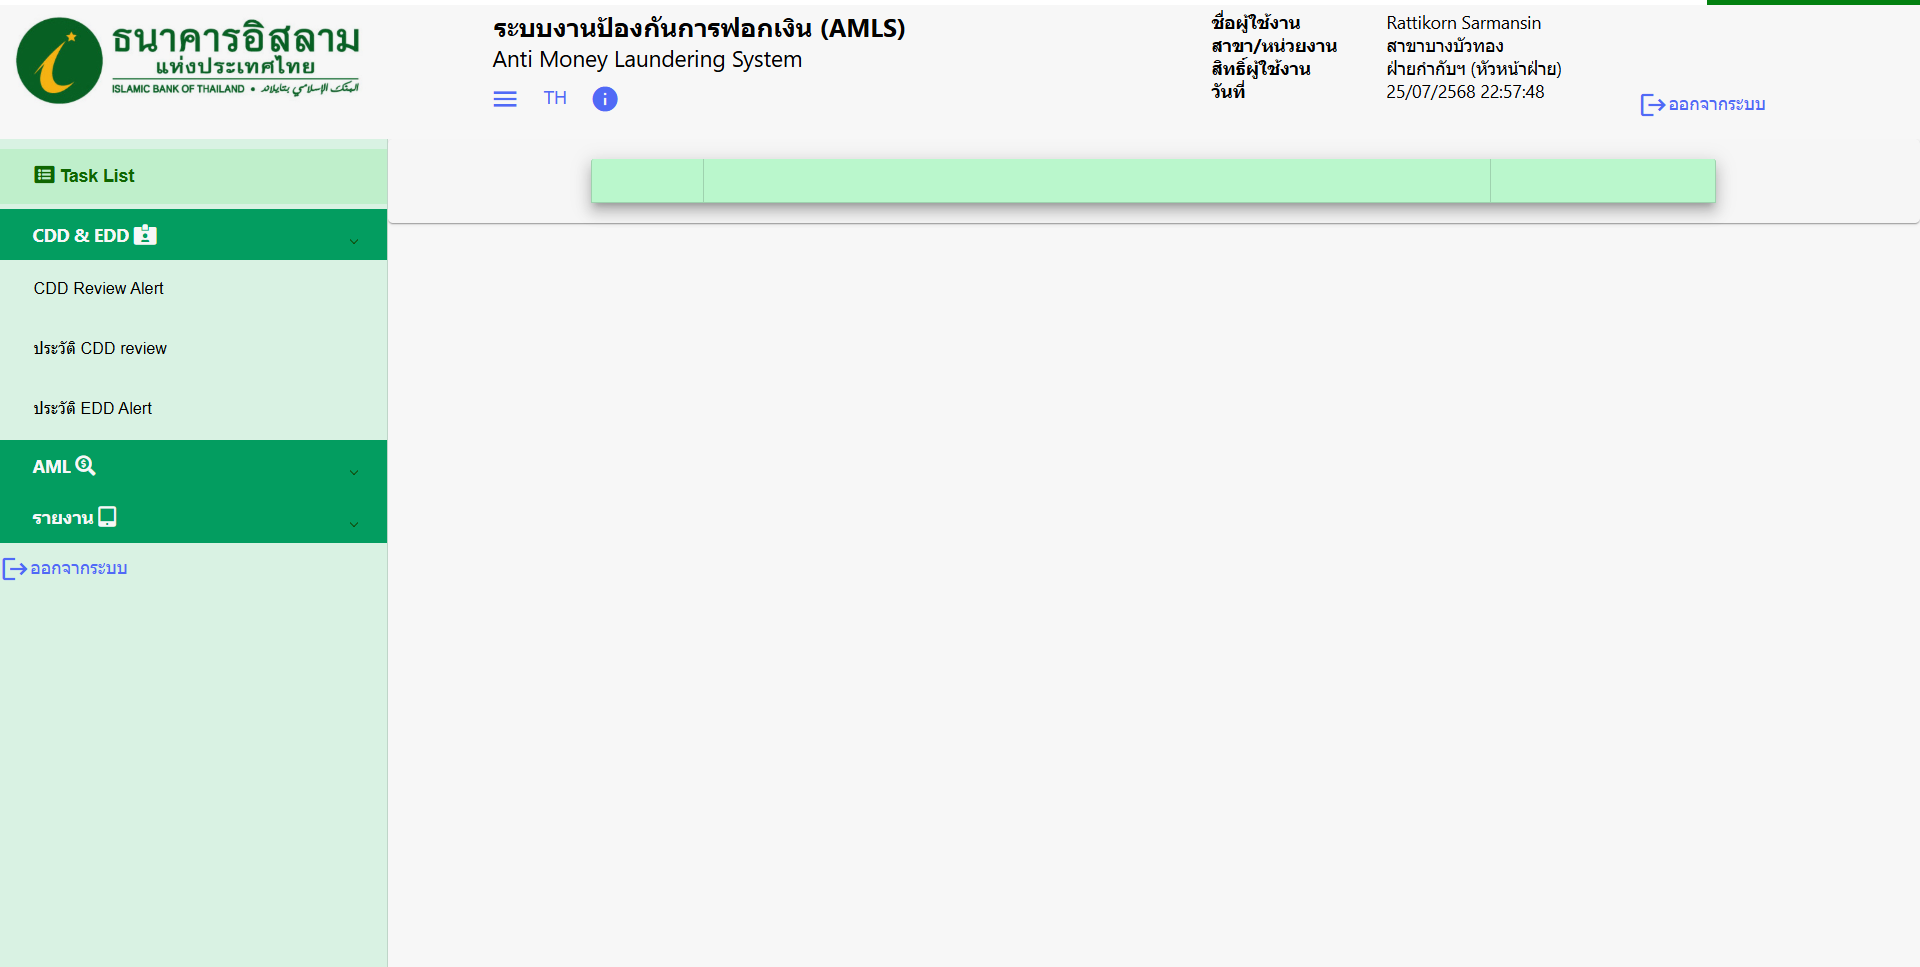 ธนาคารอิสลาม
แห่งประเทศไทย
ISLAMIC BANK OF THAILAND •
ระบบงานป้องกันการฟอกเงิน (AMLS)
Anti Money Laundering System
TH
ชื่อผู้ใช้งาน Rattikorn Sarmansin
สาขา/หน่วยงาน สาขาบางบัวทอง
สิทธิ์ผู้ใช้งาน ฝ่ายกำกับฯ (หัวหน้าฝ่าย)
วันที่ 25/07/2568 22:57:48
ออกจากระบบ
Task List
CDD & EDD
CDD Review Alert
ประวัติ CDD review
ประวัติ EDD Alert
AML
รายงาน
ออกจากระบบ